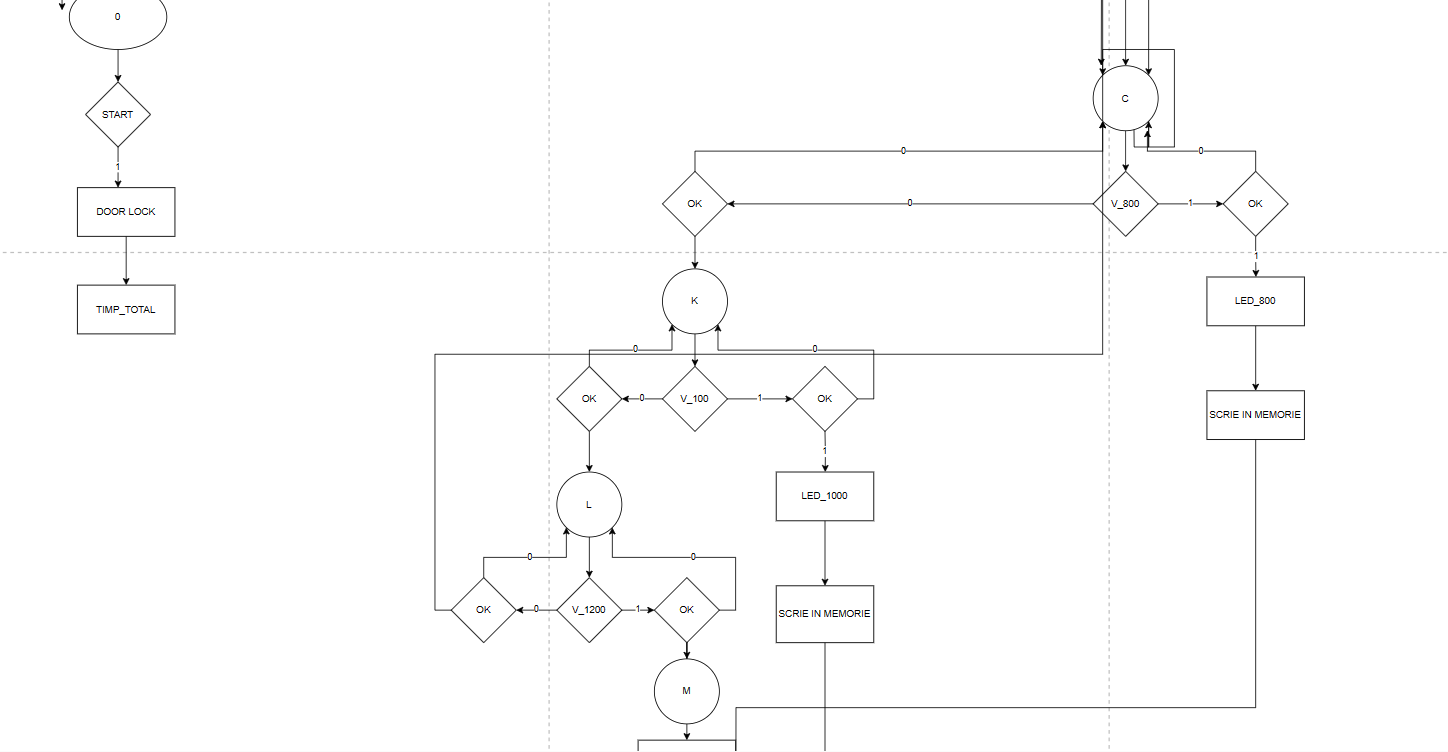 0
START
1
DOOR LOCK
TIMP_TOTAL
C
0
0
OK
0
V_800
1
OK
1
K
LED_800
0
0
OK
0
V_100
1
OK
SCRIE IN MEMORIE
1
LED_1000
L
0
0
OK
0
V_1200
1
OK
SCRIE IN MEMORIE
M